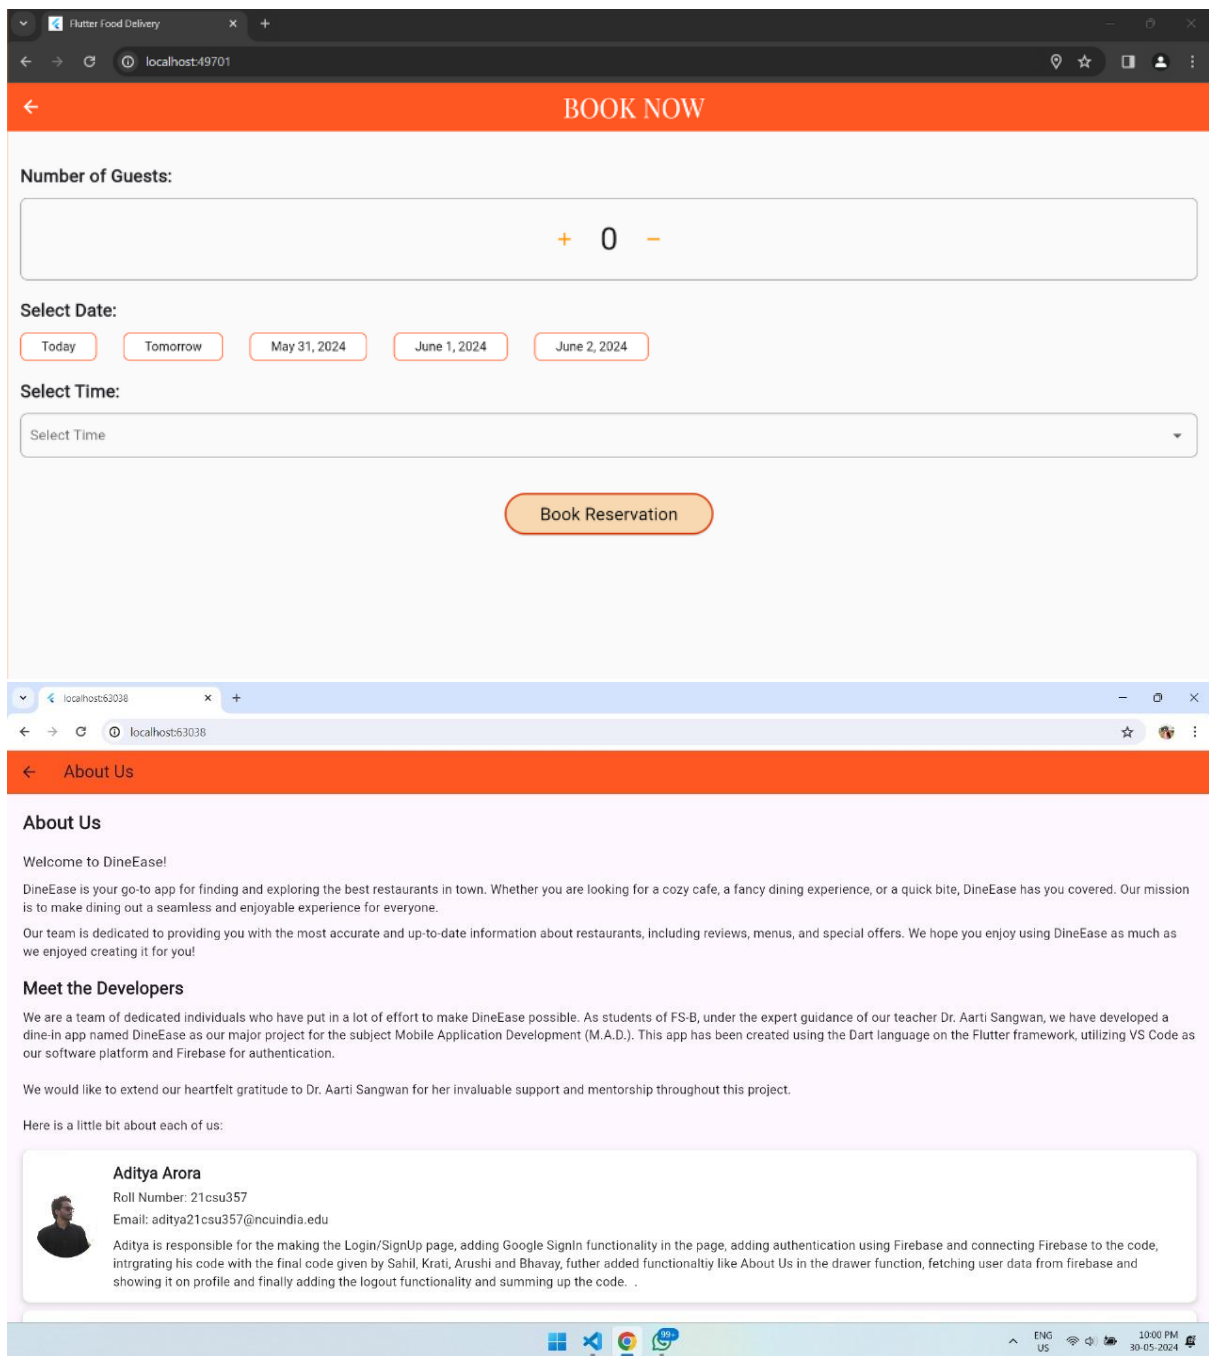 Flutter Food Delivery
localhost:49701
BOOK NOW
Number of Guests:
+ 0 −
Select Date:
Today Tomorrow May 31, 2024 June 1, 2024 June 2, 2024
Select Time:
Select Time
Book Reservation
localhost:63038
localhost:63038
About Us
About Us
Welcome to DineEase!
DineEase is your go-to app for finding and exploring the best restaurants in town. Whether you are looking for a cozy cafe, a fancy dining experience, or a quick bite, DineEase has you covered. Our mission
is to make dining out a seamless and enjoyable experience for everyone.
Our team is dedicated to providing you with the most accurate and up-to-date information about restaurants, including reviews, menus, and special offers. We hope you enjoy using DineEase as much as
we enjoyed creating it for you!
Meet the Developers
We are a team of dedicated individuals who have put in a lot of effort to make DineEase possible. As students of FS-B, under the expert guidance of our teacher Dr. Aarti Sangwan, we have developed a
dine-in app named DineEase as our major project for the subject Mobile Application Development (M.A.D.). This app has been created using the Dart language on the Flutter framework, utilizing VS Code as
our software platform and Firebase for authentication.
We would like to extend our heartfelt gratitude to Dr. Aarti Sangwan for her invaluable support and mentorship throughout this project.
Here is a little bit about each of us:
Aditya Arora
Roll Number: 21csu357
Email: aditya21csu357@ncuindia.edu
Aditya is responsible for the making the Login/SignUp page, adding Google SignIn functionality in the page, adding authentication using Firebase and connecting Firebase to the code,
intrgrating his code with the final code given by Sahil, Krati, Arushi and Bhavay, futher added functionaltiy like About Us in the drawer function, fetching user data from firebase and
showing it on profile and finally adding the logout functionality and summing up the code. .
99+
ENG 10:00 PM
US 30-05-2024